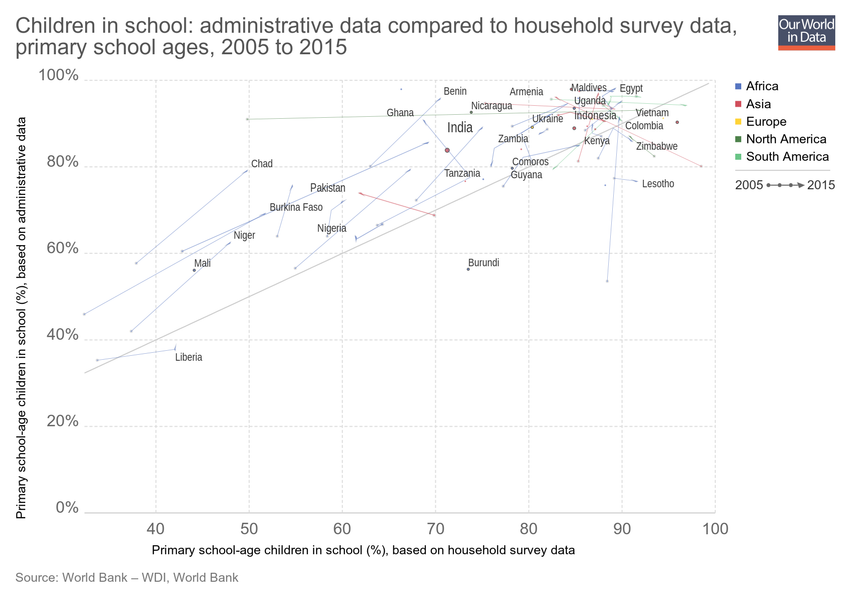 Children in school: administrative data compared to household survey data,
primary school ages, 2005 to 2015
Our World
in Data
100%
80%
60%
40%
20%
0%
Primary school-age children in school (%), based on administrative data
Benin
Armenia
Maldives
Egypt
Ghana
Nicaragua
Uganda
India
Ukraine
Indonesia
Vietnam
Colombia
Zambia
Kenya
Zimbabwe
Chad
Comoros
Tanzania
Guyana
Pakistan
Lesotho
Burkina Faso
Niger
Nigeria
Mali
Burundi
Liberia
Africa
Asia
Europe
North America
South America
2005
2015
40
50
60
70
80
90
100
Primary school-age children in school (%), based on household survey data
Source: World Bank – WDI, World Bank